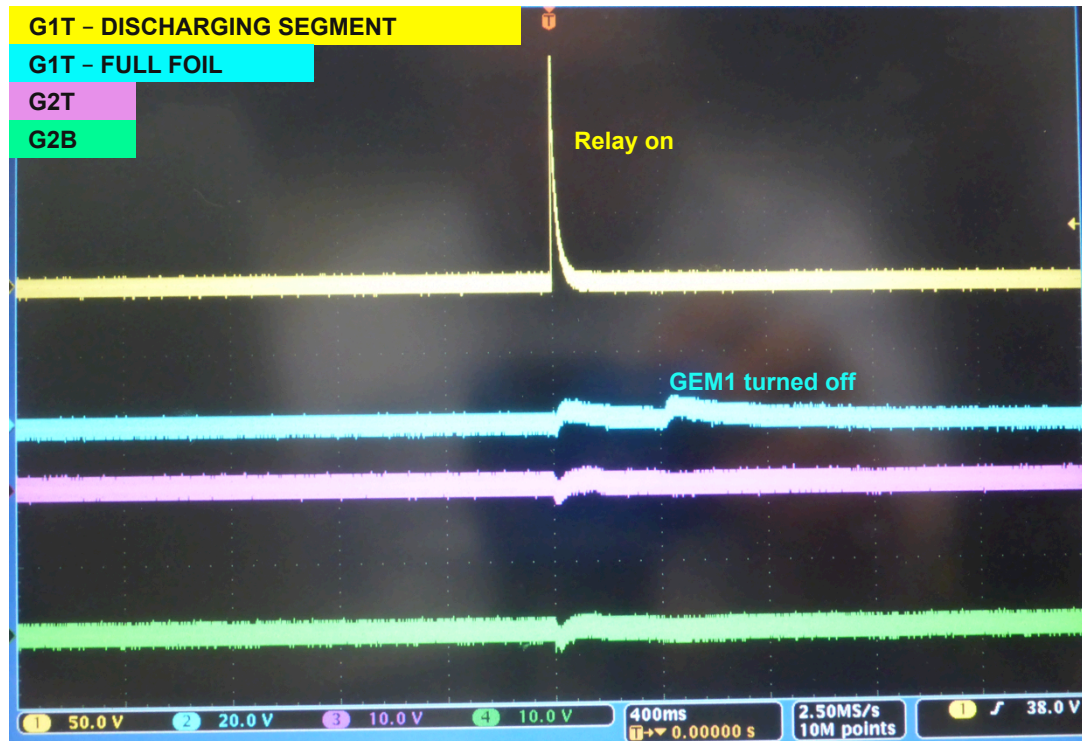 G1T – DISCHARGING SEGMENT
G1T – FULL FOIL
G2T
G2B
T
Relay on
GEM1 turned off
1 50.0 V 2 20.0 V 3 10.0 V 4 10.0 V
400ms
T→▼ 0.00000 s
2.50MS/s
10M points
1 ∫ 38.0 V